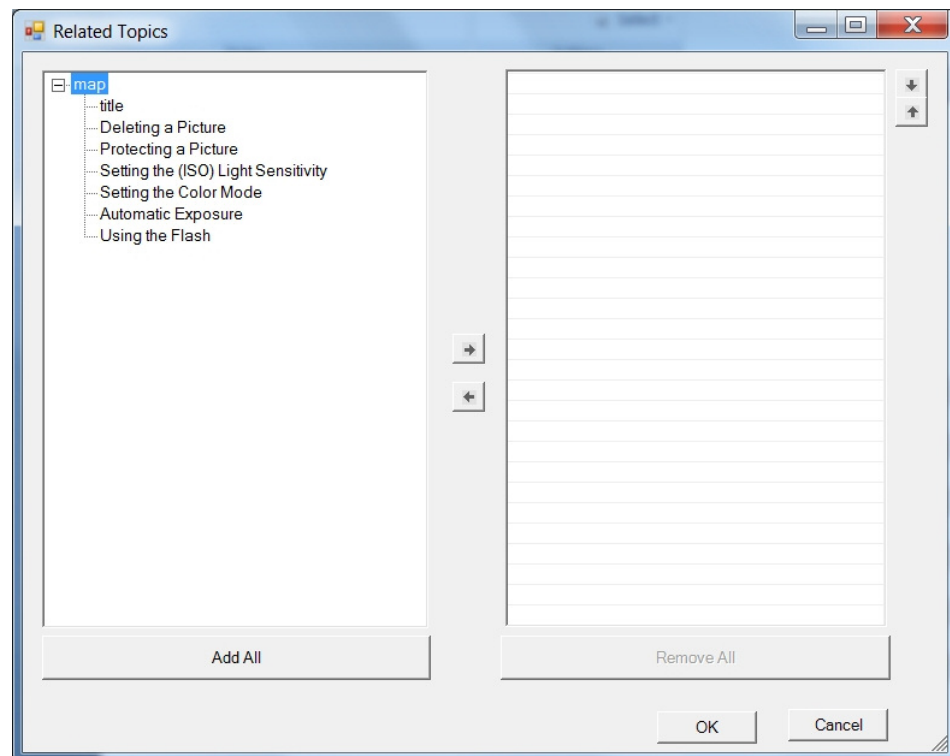 Related Topics
map
title
Deleting a Picture
Protecting a Picture
Setting the (ISO) Light Sensitivity
Setting the Color Mode
Automatic Exposure
Using the Flash
Add All
Remove All
OK
Cancel